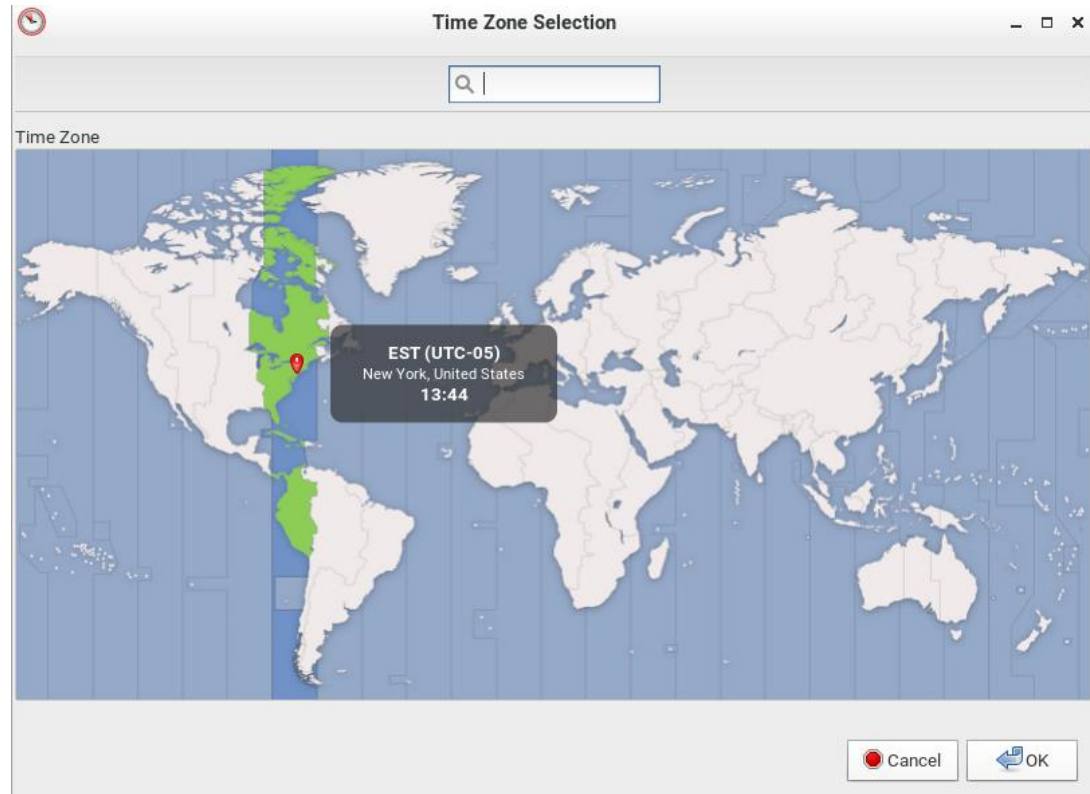 Time Zone Selection
Time Zone
EST (UTC-05)
New York, United States
13:44
Cancel
OK